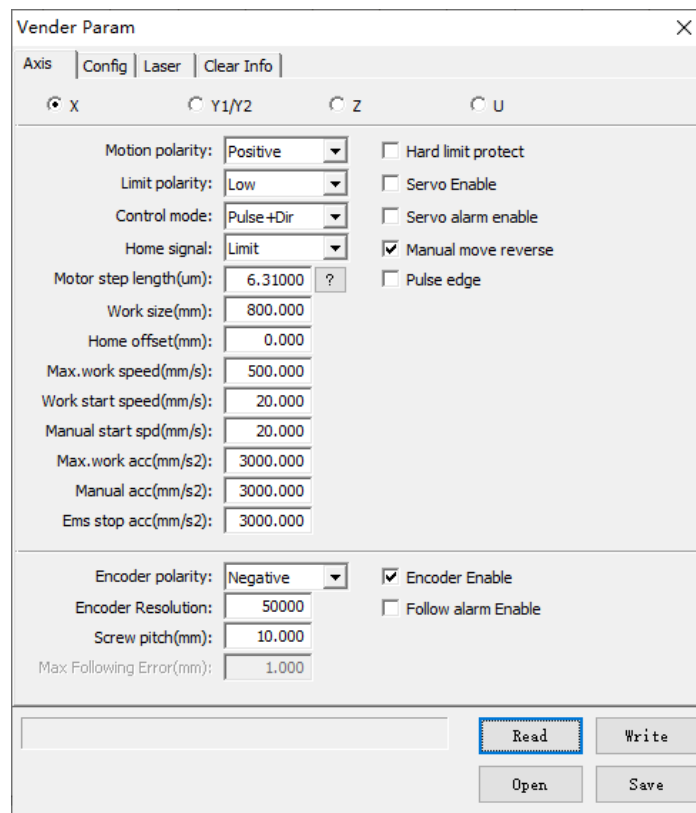 Vender Param
Axis Config Laser Clear Info
X Y1/Y2 Z U
Motion polarity: Positive Hard limit protect
Limit polarity: Low Servo Enable
Control mode: Pulse+Dir Servo alarm enable
Home signal: Limit Manual move reverse
Motor step length(um): 6.31000 ? Pulse edge
Work size(mm): 800.000
Home offset(mm): 0.000
Max.work speed(mm/s): 500.000
Work start speed(mm/s): 20.000
Manual start spd(mm/s): 20.000
Max.work acc(mm/s2): 3000.000
Manual acc(mm/s2): 3000.000
Ems stop acc(mm/s2): 3000.000
Encoder polarity: Negative Encoder Enable
Encoder Resolution: 50000 Follow alarm Enable
Screw pitch(mm): 10.000
Max Following Error(mm): 1.000
Read Write
Open Save